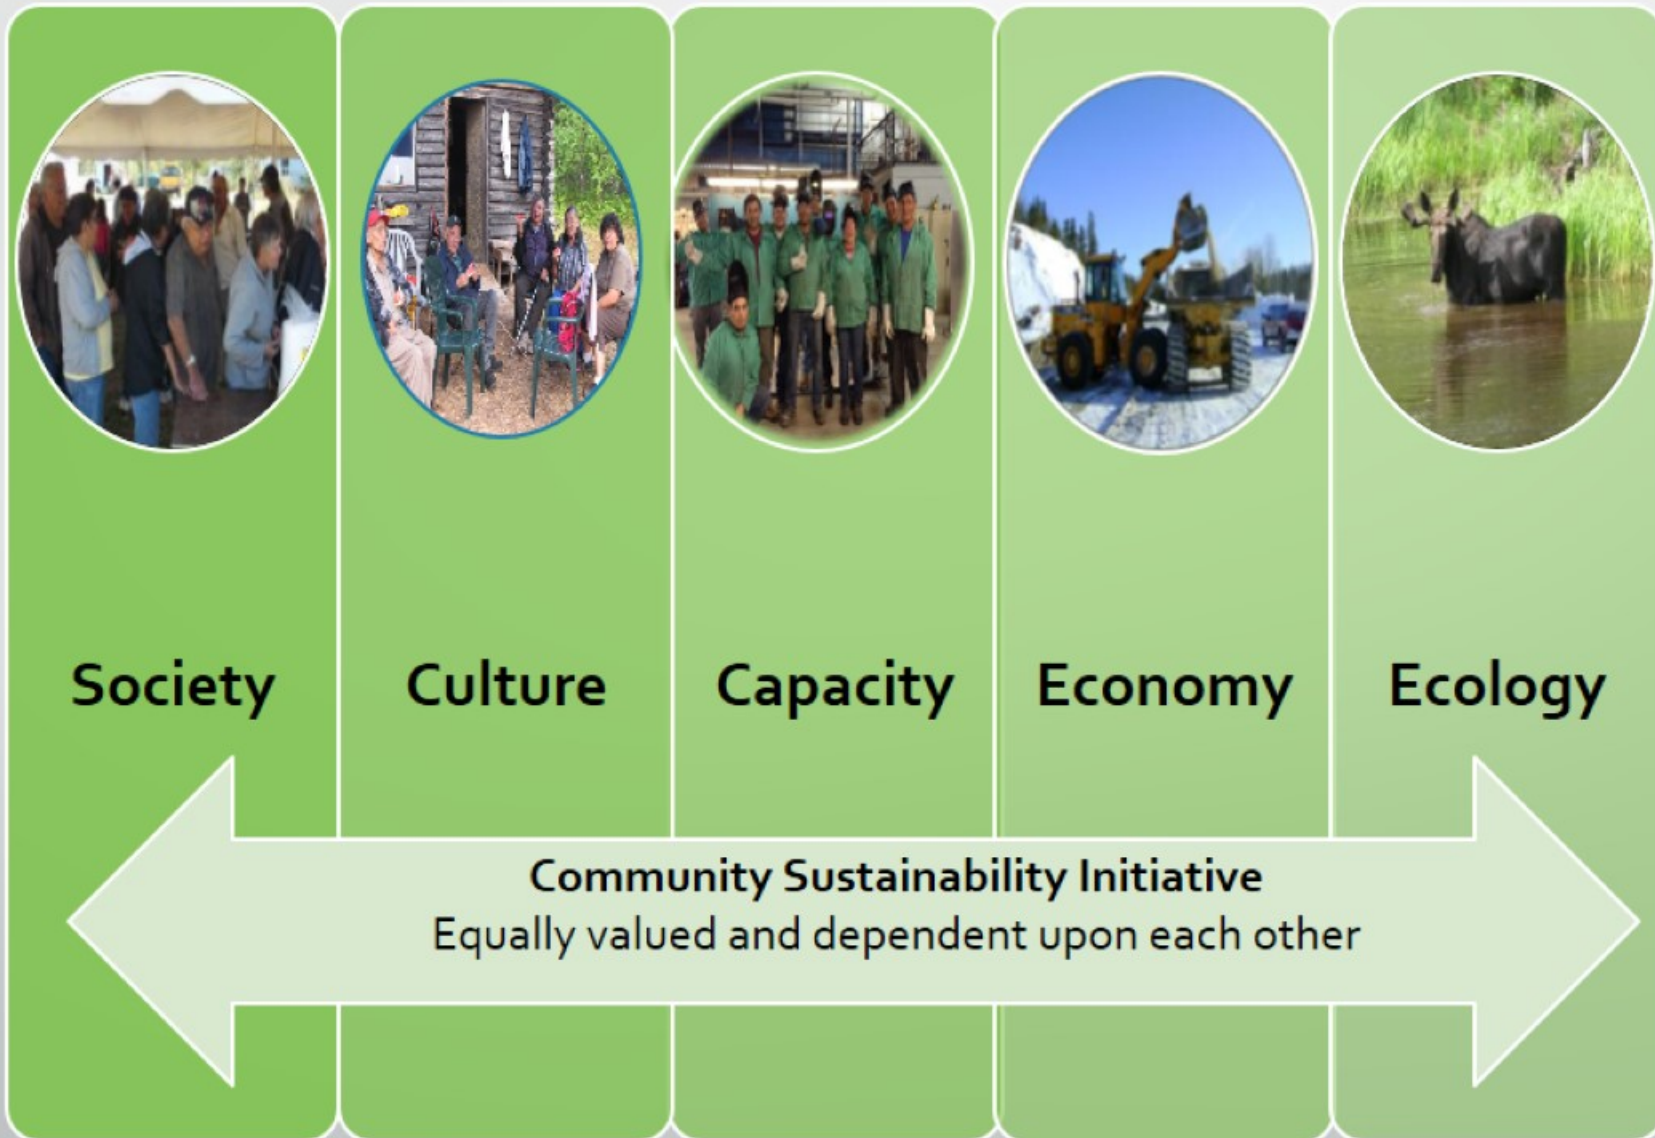 Society
Culture
Capacity
Economy
Ecology
Community Sustainability Initiative
Equally valued and dependent upon each other